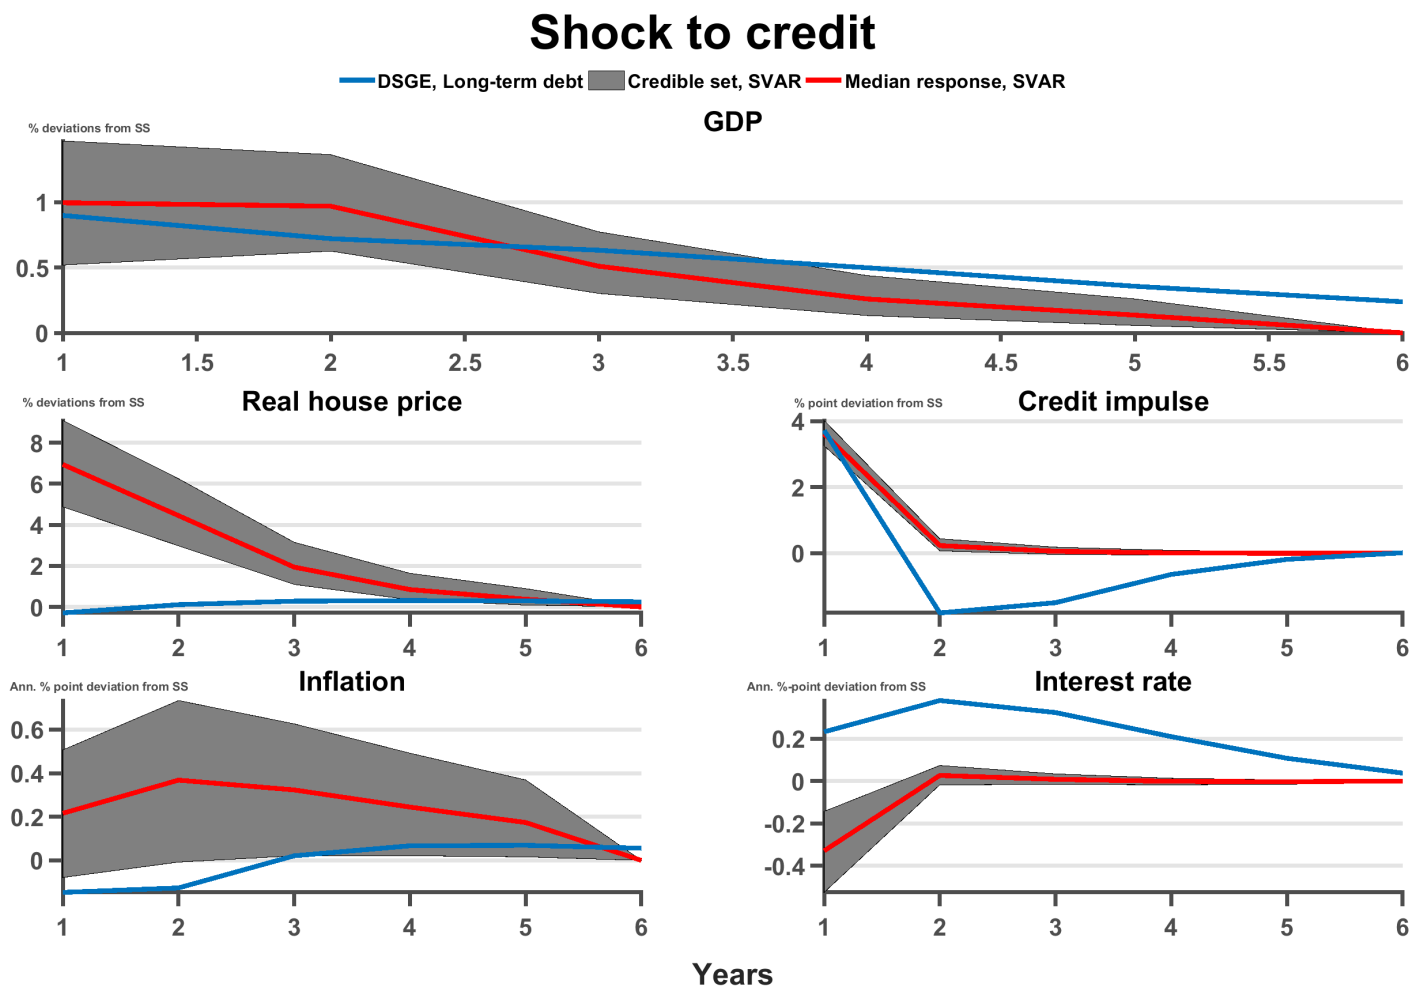 Shock to credit
DSGE, Long-term debt Credible set, SVAR Median response, SVAR
GDP
% deviations from SS
1
0.5
0
1 1.5 2 2.5 3 3.5 4 4.5 5 5.5 6
Real house price
% deviations from SS
8
6
4
2
0
1 2 3 4 5 6
Credit impulse
% point deviation from SS
4
2
0
1 2 3 4 5 6
Inflation
Ann. % point deviation from SS
0.6
0.4
0.2
0
1 2 3 4 5 6
Interest rate
Ann. %-point deviation from SS
0.2
0
-0.2
-0.4
1 2 3 4 5 6
Years